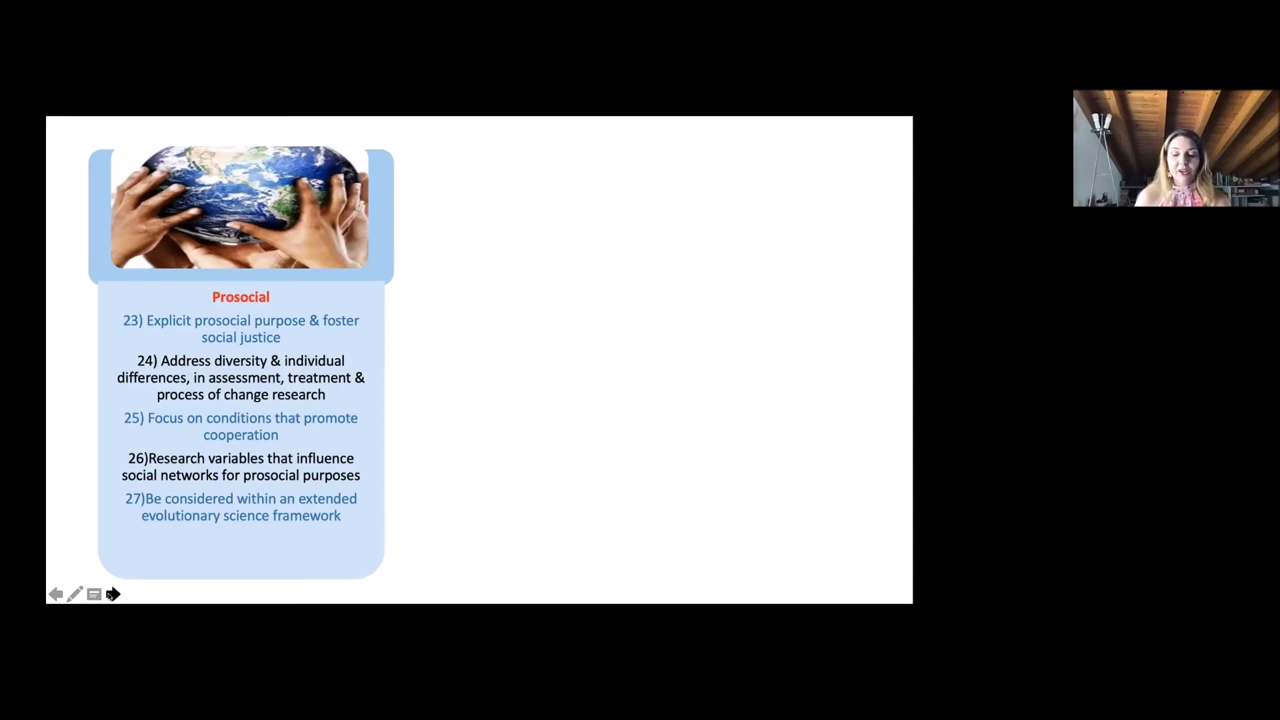 Prosocial
23) Explicit prosocial purpose & foster
social justice
24) Address diversity & individual
differences, in assessment, treatment &
process of change research
25) Focus on conditions that promote
cooperation
26)Research variables that influence
social networks for prosocial purposes
27)Be considered within an extended
evolutionary science framework